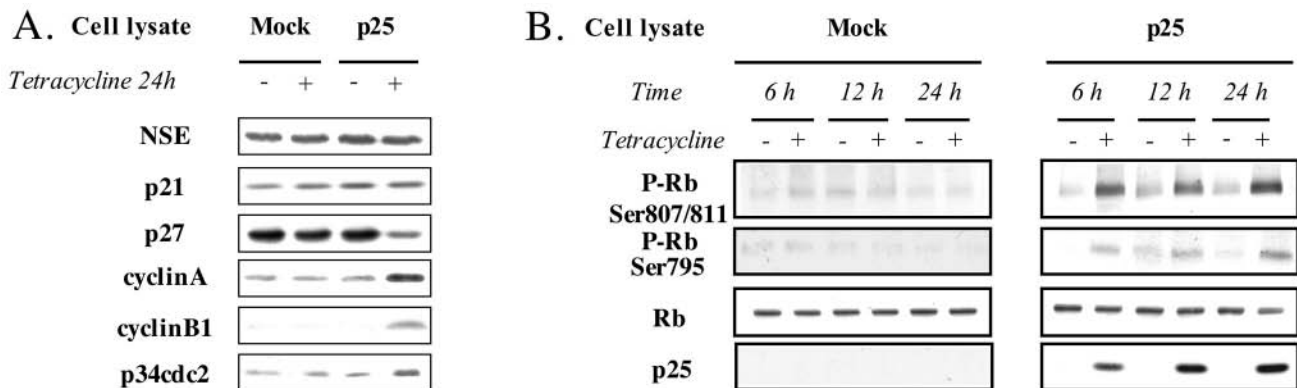 A. Cell lysate Mock p25
Tetracycline 24h - + - +
NSE
p21
p27
cyclinA
cyclinB1
p34cdc2
B. Cell lysate Mock p25
Time 6 h 12 h 24 h 6 h 12 h 24 h
Tetracycline - + - + - + - + - + - +
P-Rb
Ser807/811
P-Rb
Ser795
Rb
p25